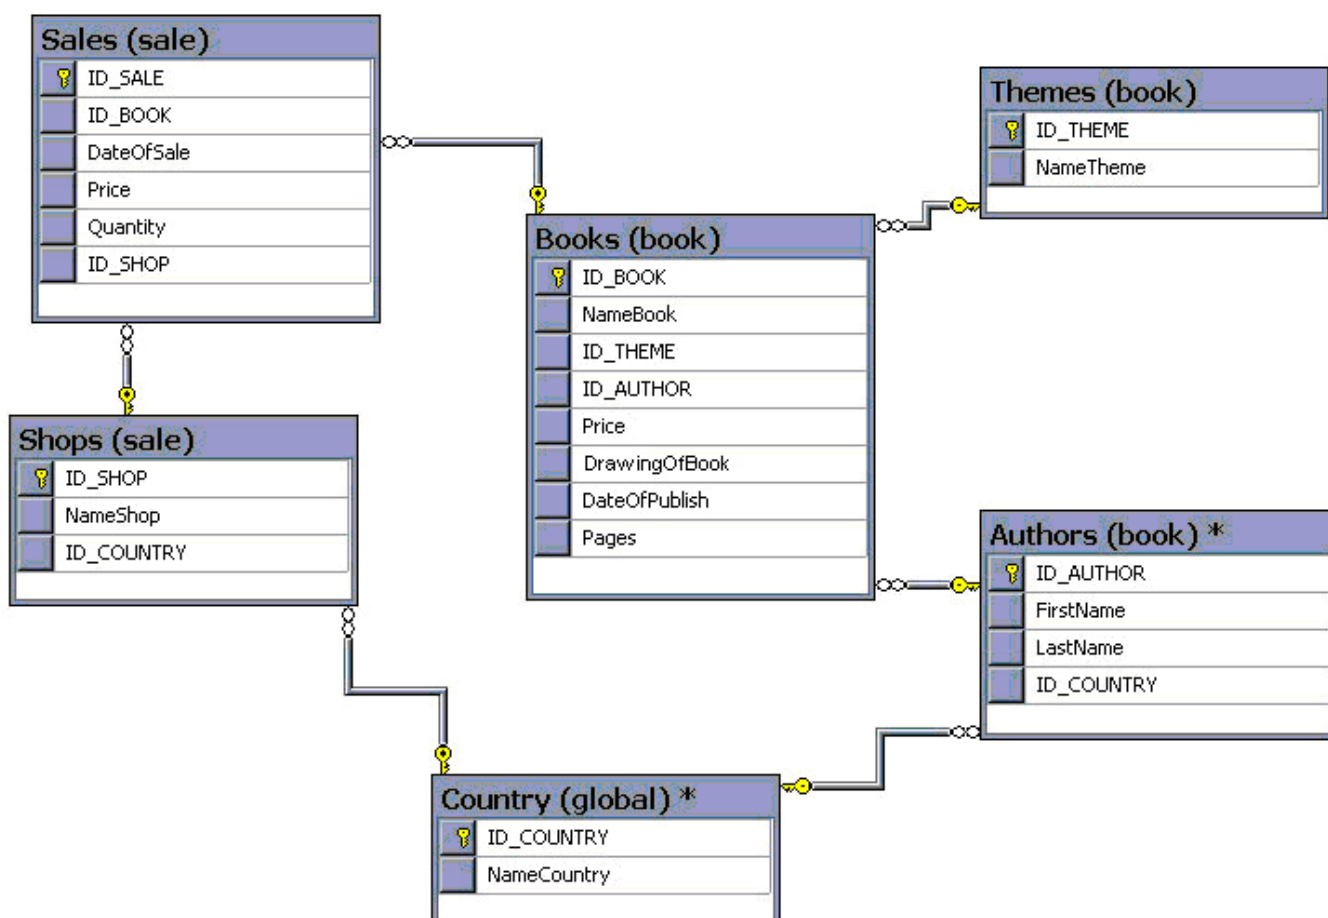 Sales (sale)
ID_SALE
ID_BOOK
DateOfSale
Price
Quantity
ID_SHOP
Themes (book)
ID_THEME
NameTheme
Books (book)
ID_BOOK
NameBook
ID_THEME
ID_AUTHOR
Price
DrawingOfBook
DateOfPublish
Pages
Shops (sale)
ID_SHOP
NameShop
ID_COUNTRY
Authors (book) *
ID_AUTHOR
FirstName
LastName
ID_COUNTRY
Country (global) *
ID_COUNTRY
NameCountry